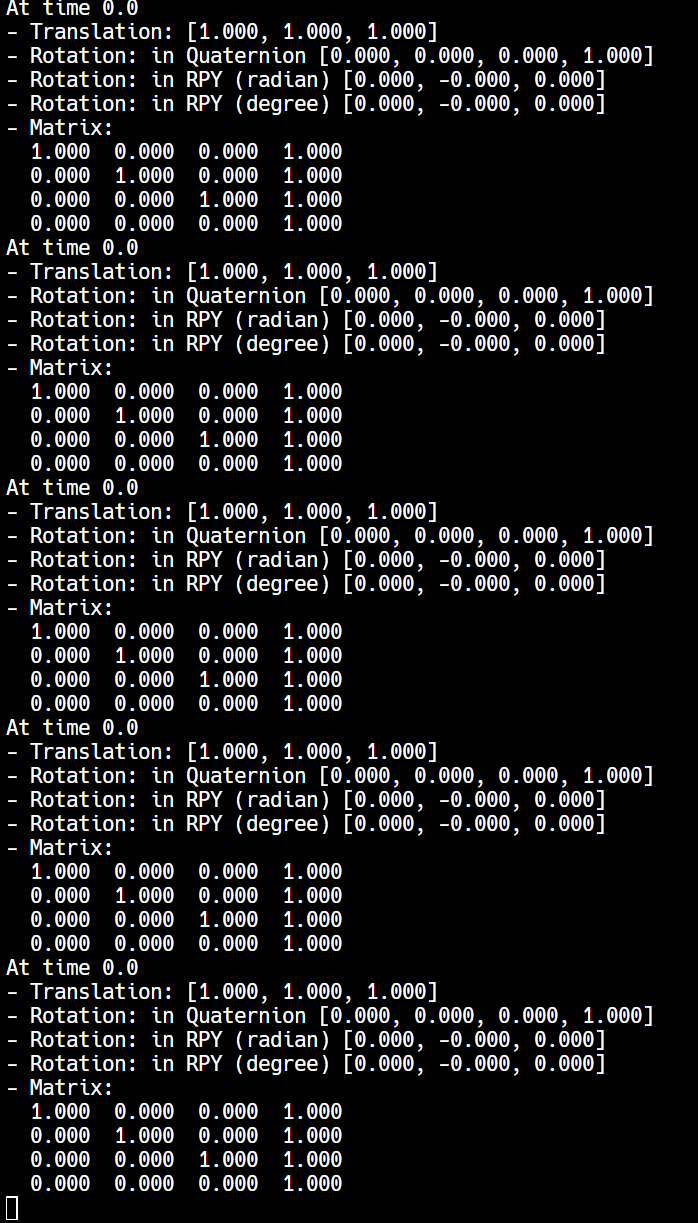 At time 0.0
- Translation: [1.000, 1.000, 1.000]
- Rotation: in Quaternion [0.000, 0.000, 0.000, 1.000]
- Rotation: in RPY (radian) [0.000, -0.000, 0.000]
- Rotation: in RPY (degree) [0.000, -0.000, 0.000]
- Matrix:
  1.000  0.000  0.000  1.000
  0.000  1.000  0.000  1.000
  0.000  0.000  1.000  1.000
  0.000  0.000  0.000  1.000
At time 0.0
- Translation: [1.000, 1.000, 1.000]
- Rotation: in Quaternion [0.000, 0.000, 0.000, 1.000]
- Rotation: in RPY (radian) [0.000, -0.000, 0.000]
- Rotation: in RPY (degree) [0.000, -0.000, 0.000]
- Matrix:
  1.000  0.000  0.000  1.000
  0.000  1.000  0.000  1.000
  0.000  0.000  1.000  1.000
  0.000  0.000  0.000  1.000
At time 0.0
- Translation: [1.000, 1.000, 1.000]
- Rotation: in Quaternion [0.000, 0.000, 0.000, 1.000]
- Rotation: in RPY (radian) [0.000, -0.000, 0.000]
- Rotation: in RPY (degree) [0.000, -0.000, 0.000]
- Matrix:
  1.000  0.000  0.000  1.000
  0.000  1.000  0.000  1.000
  0.000  0.000  1.000  1.000
  0.000  0.000  0.000  1.000
At time 0.0
- Translation: [1.000, 1.000, 1.000]
- Rotation: in Quaternion [0.000, 0.000, 0.000, 1.000]
- Rotation: in RPY (radian) [0.000, -0.000, 0.000]
- Rotation: in RPY (degree) [0.000, -0.000, 0.000]
- Matrix:
  1.000  0.000  0.000  1.000
  0.000  1.000  0.000  1.000
  0.000  0.000  1.000  1.000
  0.000  0.000  0.000  1.000
At time 0.0
- Translation: [1.000, 1.000, 1.000]
- Rotation: in Quaternion [0.000, 0.000, 0.000, 1.000]
- Rotation: in RPY (radian) [0.000, -0.000, 0.000]
- Rotation: in RPY (degree) [0.000, -0.000, 0.000]
- Matrix:
  1.000  0.000  0.000  1.000
  0.000  1.000  0.000  1.000
  0.000  0.000  1.000  1.000
  0.000  0.000  0.000  1.000